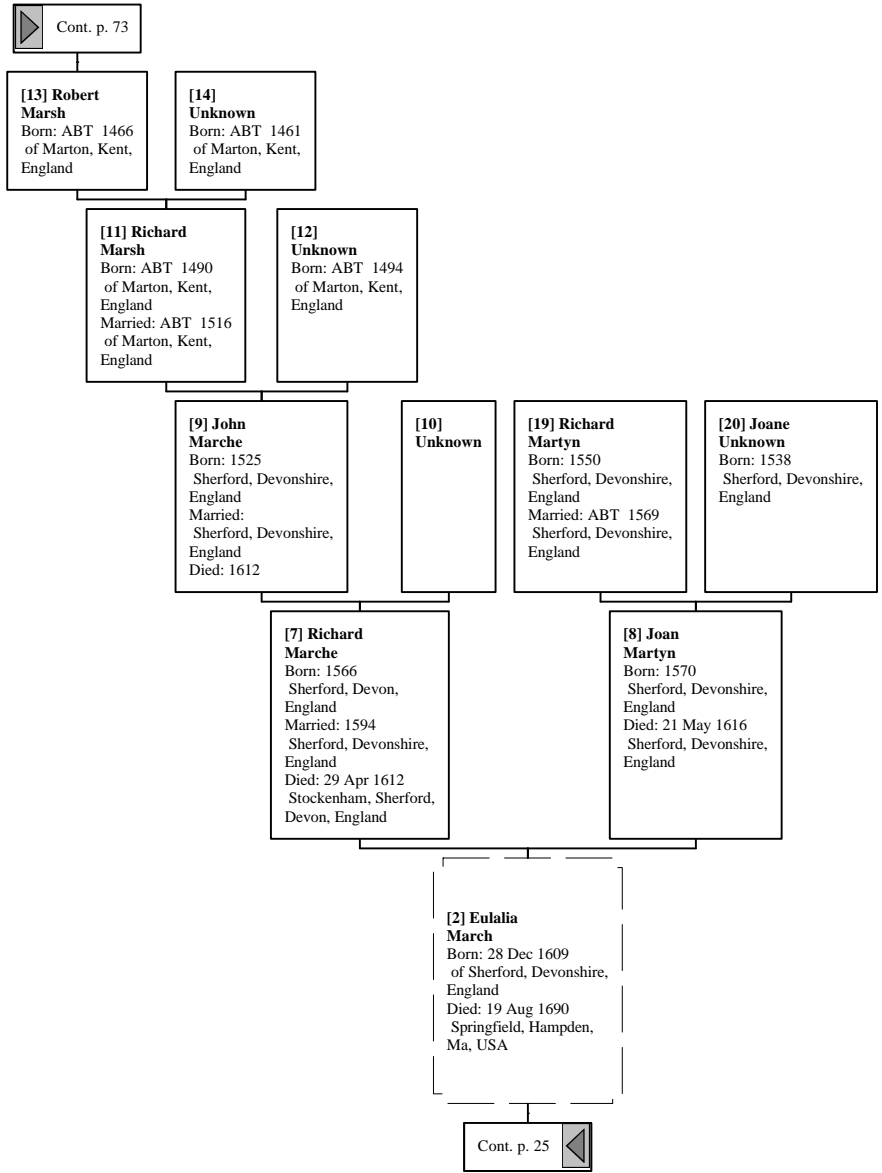 Cont. p. 73
[13] Robert
Marsh
Born: ABT 1466
of Marton, Kent,
England
[14]
Unknown
Born: ABT 1461
of Marton, Kent,
England
[11] Richard
Marsh
Born: ABT 1490
of Marton, Kent,
England
Married: ABT 1516
of Marton, Kent,
England
[12]
Unknown
Born: ABT 1494
of Marton, Kent,
England
[9] John
Marche
Born: 1525
Sherford, Devonshire,
England
Married:
Sherford, Devonshire,
England
Died: 1612
[10]
Unknown
[19] Richard
Martyn
Born: 1550
Sherford, Devonshire,
England
Married: ABT 1569
Sherford, Devonshire,
England
[20] Joane
Unknown
Born: 1538
Sherford, Devonshire,
England
[7] Richard
Marche
Born: 1566
Sherford, Devon,
England
Married: 1594
Sherford, Devonshire,
England
Died: 29 Apr 1612
Stockenham, Sherford,
Devon, England
[8] Joan
Martyn
Born: 1570
Sherford, Devonshire,
England
Died: 21 May 1616
Sherford, Devonshire,
England
[2] Eulalia
March
Born: 28 Dec 1609
of Sherford, Devonshire,
England
Died: 19 Aug 1690
Springfield, Hampden,
Ma, USA
Cont. p. 25